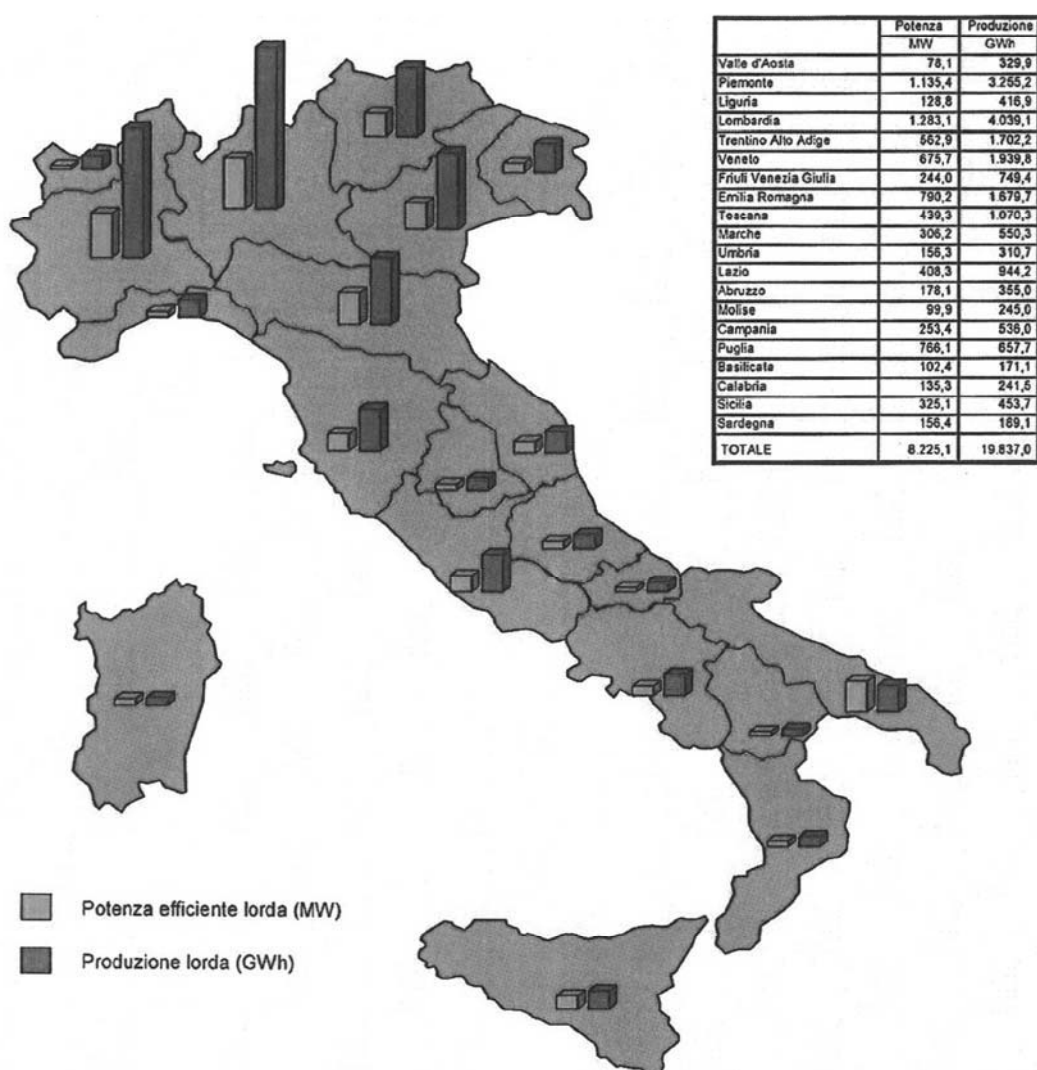 Potenza Produzione
MW GWh
Valle d'Aosta 78,1 329,9
Piemonte 1.135,4 3.255,2
Liguria 128,8 416,9
Lombardia 1.283,1 4.039,1
Trentino Alto Adige 562,9 1.702,2
Veneto 675,7 1.939,8
Friuli Venezia Giulia 244,0 749,4
Emilia Romagna 790,2 1.679,7
Toscana 439,3 1.070,3
Marche 306,2 550,3
Umbria 156,3 310,7
Lazio 408,3 944,2
Abruzzo 178,1 355,0
Molise 99,9 245,0
Campania 253,4 536,0
Puglia 766,1 657,7
Basilicata 102,4 171,1
Calabria 135,3 241,5
Sicilia 325,1 453,7
Sardegna 156,4 189,1
TOTALE 8.225,1 19.837,0
Potenza efficiente lorda (MW)
Produzione lorda (GWh)